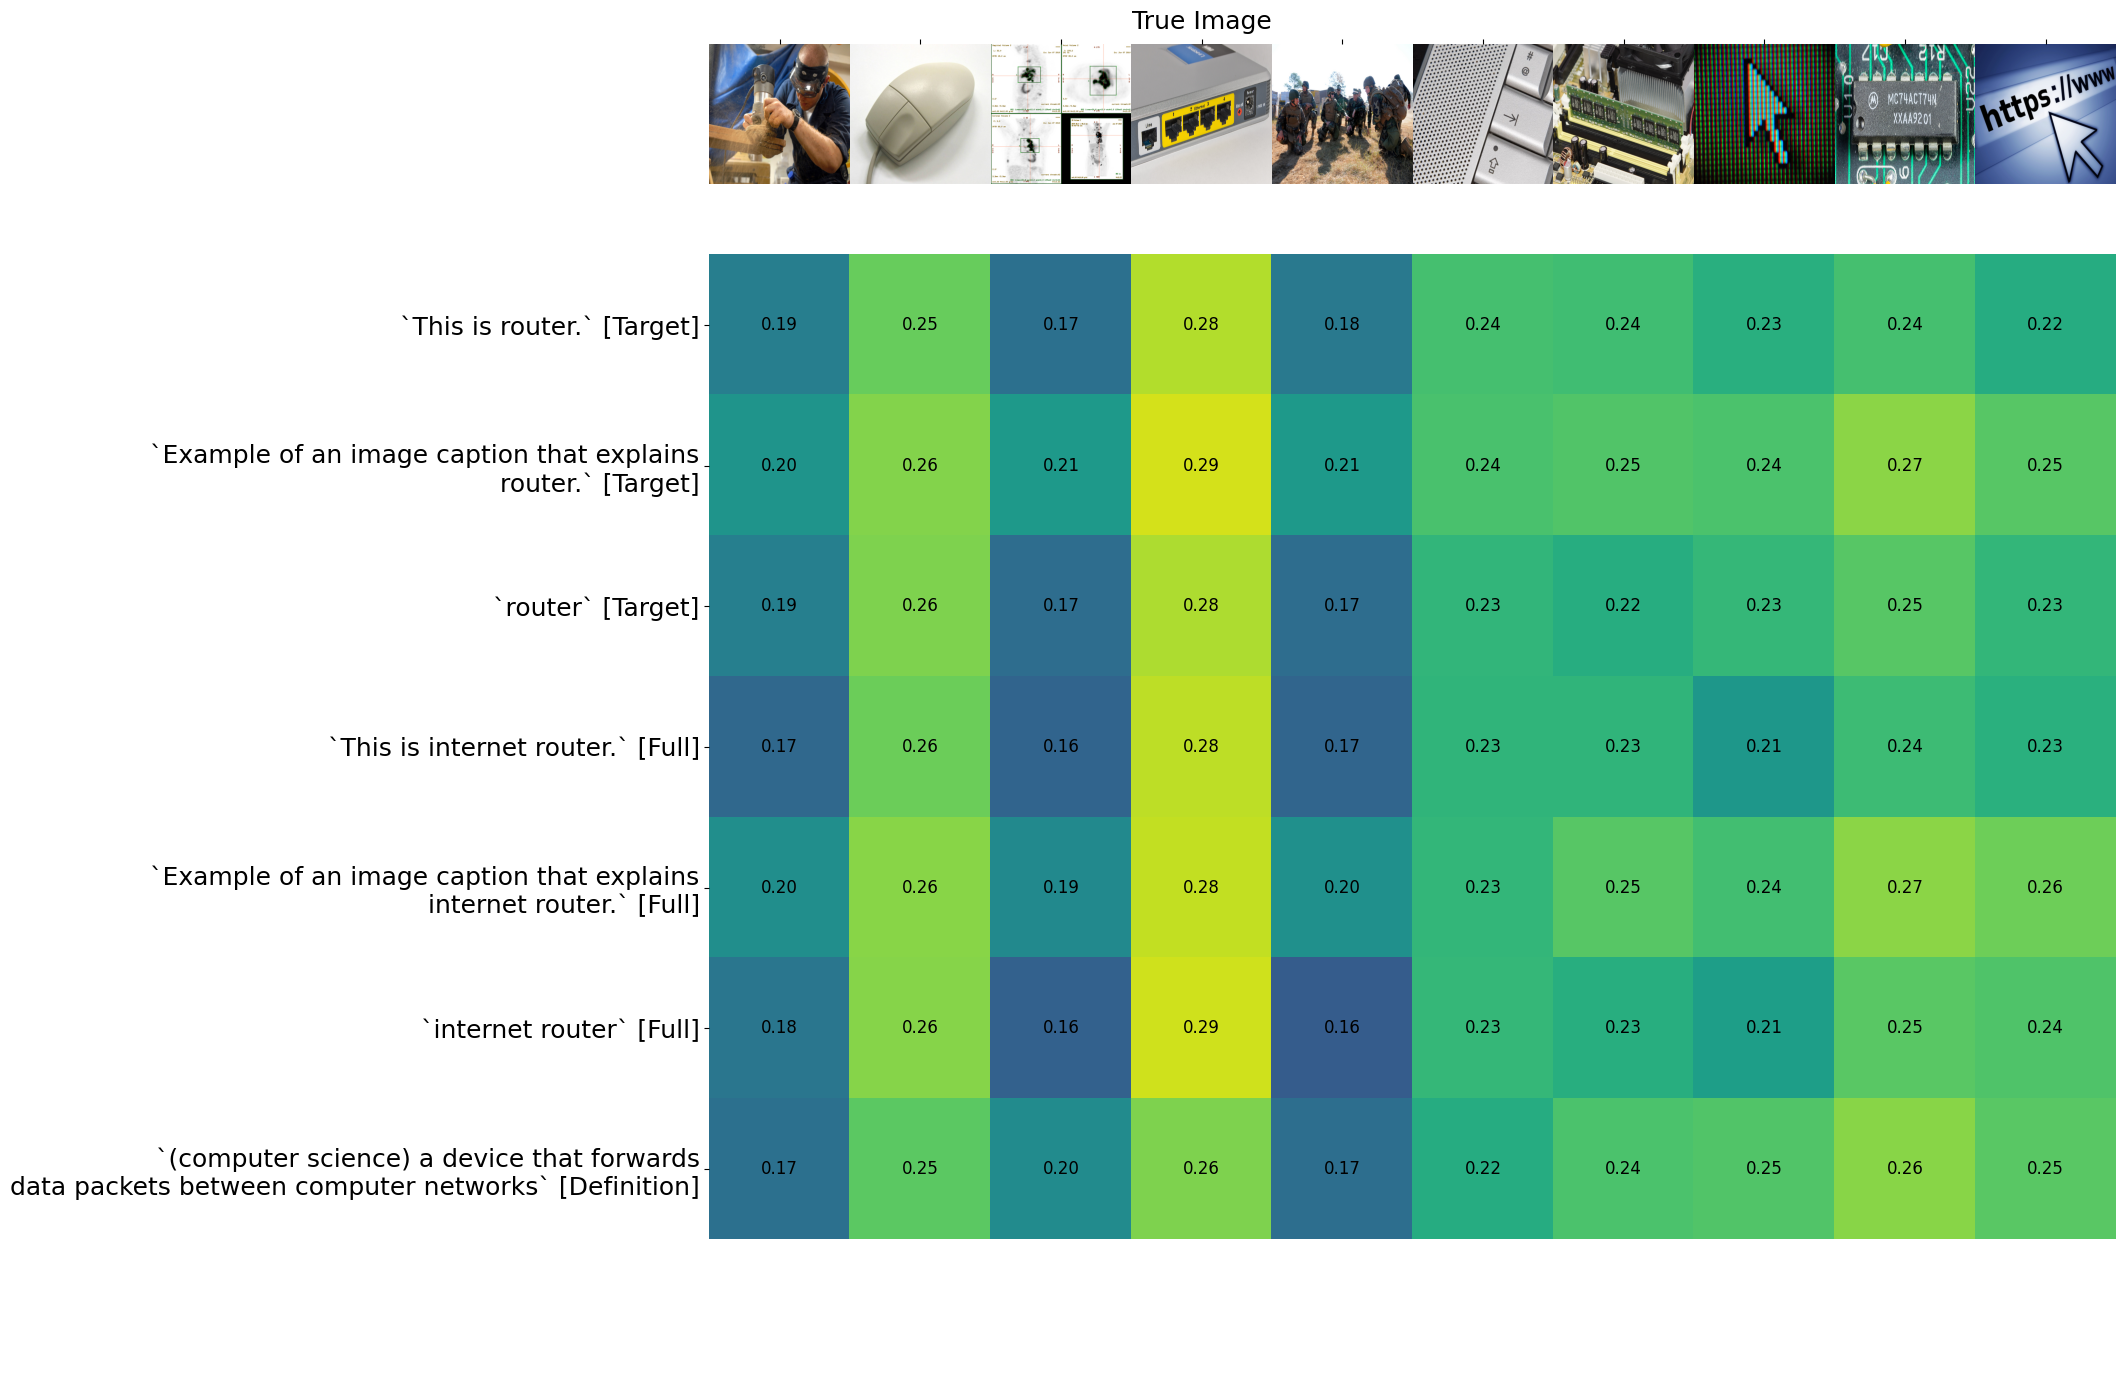 True Image
MC74ACT74N
XXAA9201
https://www
`This is router.` [Target]
0.19 0.25 0.17 0.28 0.18 0.24 0.24 0.23 0.24 0.22
`Example of an image caption that explains
router.` [Target]
0.20 0.26 0.21 0.29 0.21 0.24 0.25 0.24 0.27 0.25
`router` [Target]
0.19 0.26 0.17 0.28 0.17 0.23 0.22 0.23 0.25 0.23
`This is internet router.` [Full]
0.17 0.26 0.16 0.28 0.17 0.23 0.23 0.21 0.24 0.23
`Example of an image caption that explains
internet router.` [Full]
0.20 0.26 0.19 0.28 0.20 0.23 0.25 0.24 0.27 0.26
`internet router` [Full]
0.18 0.26 0.16 0.29 0.16 0.23 0.23 0.21 0.25 0.24
`(computer science) a device that forwards
data packets between computer networks` [Definition]
0.17 0.25 0.20 0.26 0.17 0.22 0.24 0.25 0.26 0.25